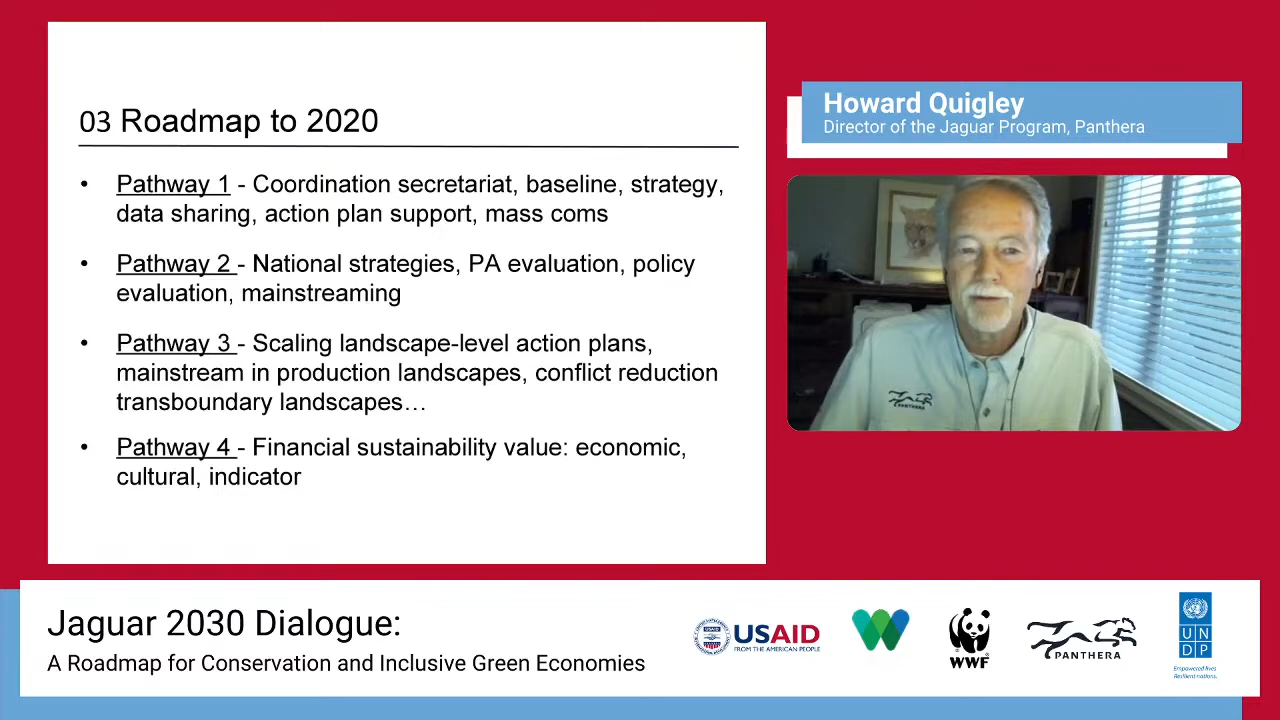 03 Roadmap to 2020
• Pathway 1 - Coordination secretariat, baseline, strategy,
data sharing, action plan support, mass coms
• Pathway 2 - National strategies, PA evaluation, policy
evaluation, mainstreaming
• Pathway 3 - Scaling landscape-level action plans,
mainstream in production landscapes, conflict reduction
transboundary landscapes…
• Pathway 4 - Financial sustainability value: economic,
cultural, indicator
Howard Quigley
Director of the Jaguar Program, Panthera
PANTHERA
Jaguar 2030 Dialogue:
A Roadmap for Conservation and Inclusive Green Economies
USAID
FROM THE AMERICAN PEOPLE
WWF
PANTHERA
U N
D P
Empowered lives.
Resilient nations.